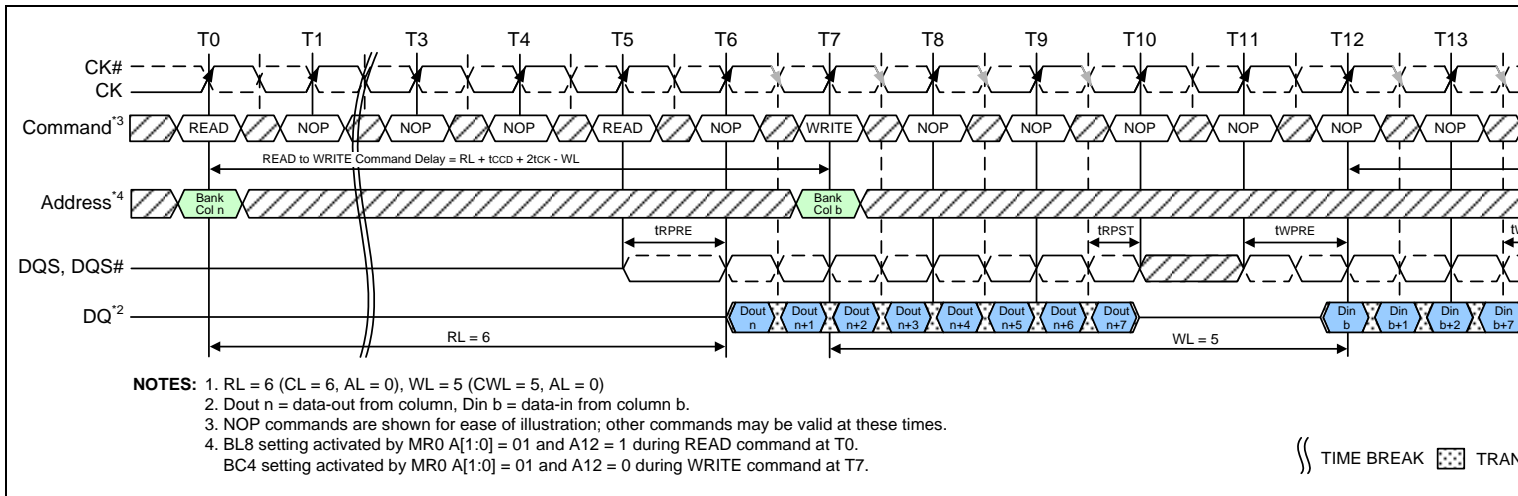 T0 T1 T3 T4 T5 T6 T7 T8 T9 T10 T11 T12 T13
CK#
CK
Command*3 READ NOP NOP NOP READ NOP WRITE NOP NOP NOP NOP NOP NOP
READ to WRITE Command Delay = RL + tCCD + 2tCK - WL
Address*4 Bank Col n Bank Col b
tRPRE tRPST tWPRE
DQS, DQS#
DQ*2 Dout n Dout n+1 Dout n+2 Dout n+3 Dout n+4 Dout n+5 Dout n+6 Dout n+7 Din b Din b+1 Din b+2 Din b+7
RL = 6 WL = 5
NOTES: 1. RL = 6 (CL = 6, AL = 0), WL = 5 (CWL = 5, AL = 0)
2. Dout n = data-out from column, Din b = data-in from column b.
3. NOP commands are shown for ease of illustration; other commands may be valid at these times.
4. BL8 setting activated by MR0 A[1:0] = 01 and A12 = 1 during READ command at T0.
BC4 setting activated by MR0 A[1:0] = 01 and A12 = 0 during WRITE command at T7.
TIME BREAK TRAN